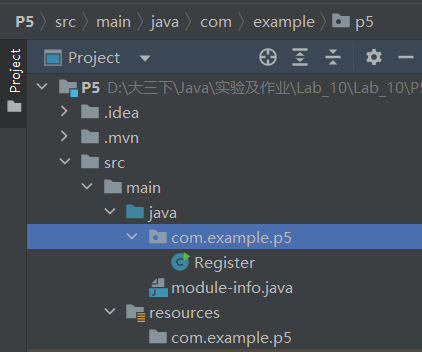 P5 > src > main > java > com > example > p5
Project
Project
P5 D:\大三下\Java\实验及作业\Lab_10\Lab_10\P5
.idea
.mvn
src
main
java
com.example.p5
Register
module-info.java
resources
com.example.p5